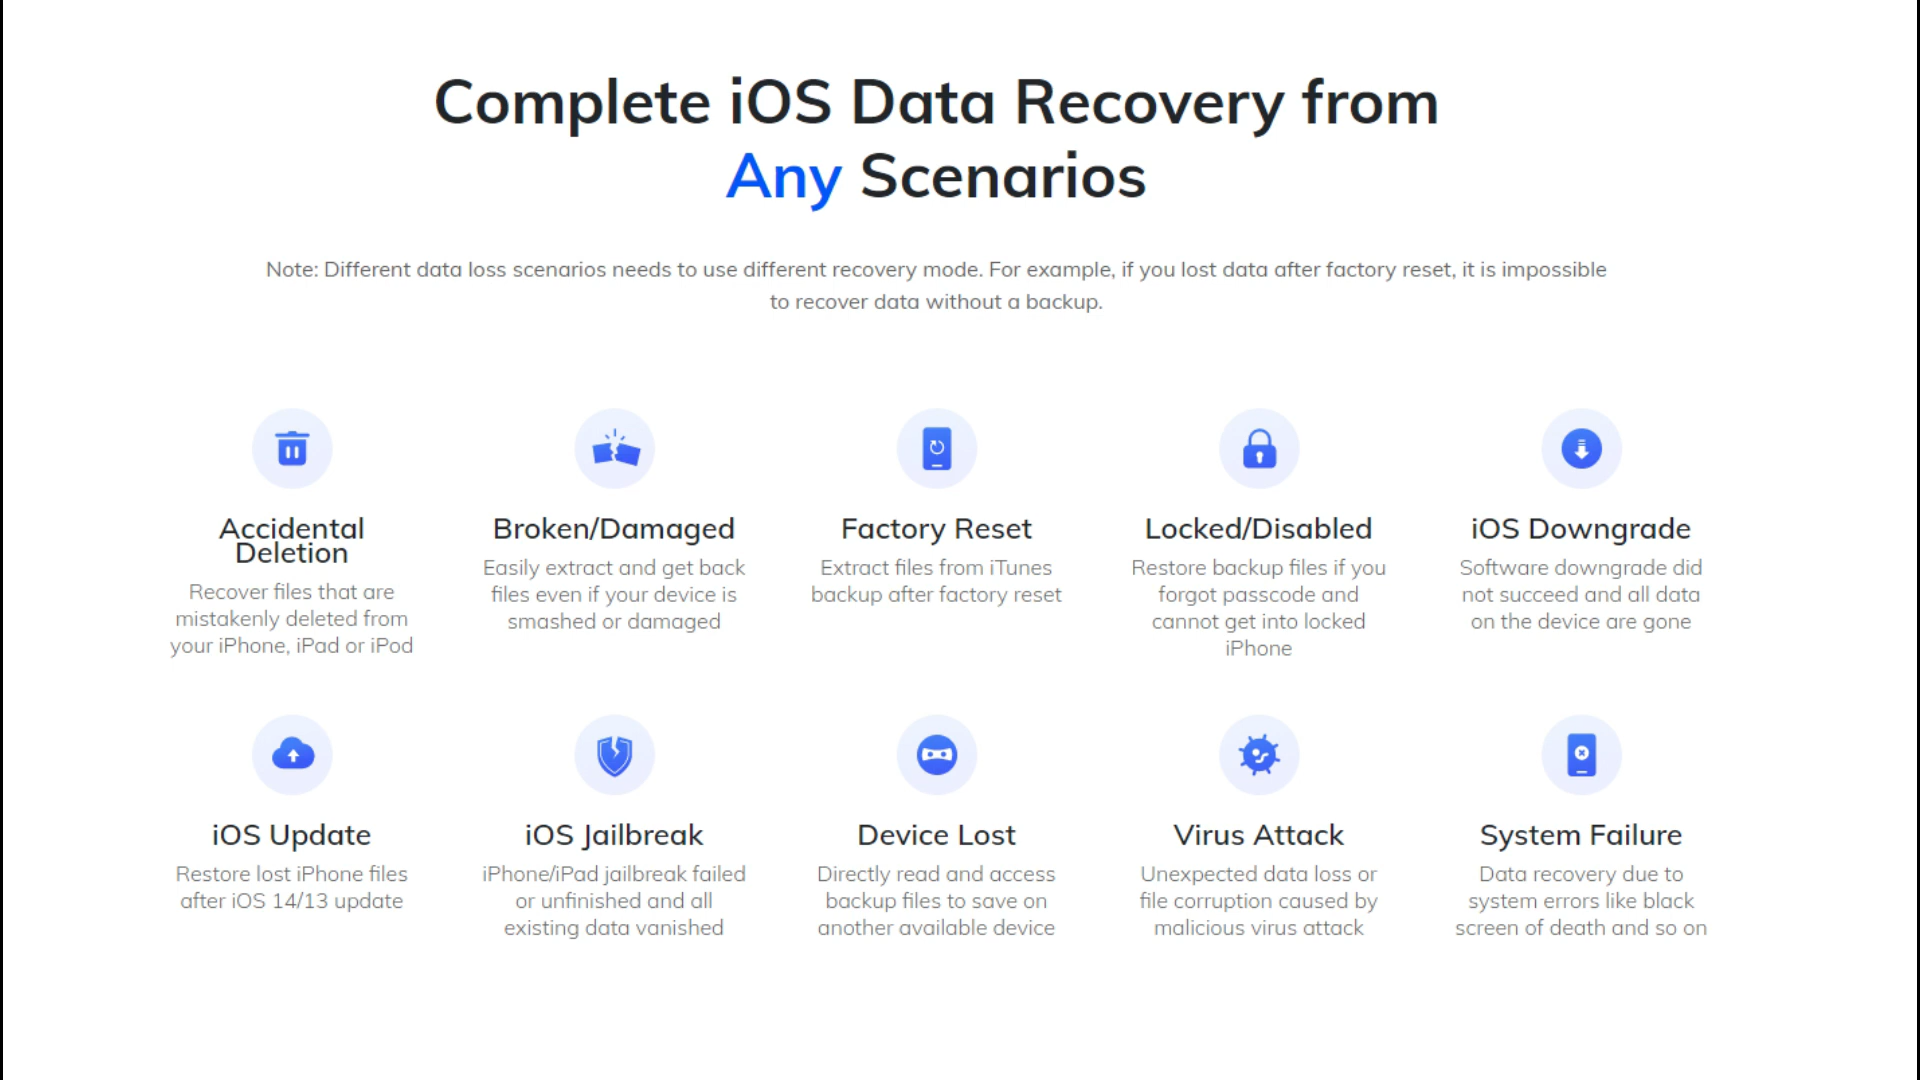 Complete iOS Data Recovery from
Any Scenarios
Note: Different data loss scenarios needs to use different recovery mode. For example, if you lost data after factory reset, it is impossible
to recover data without a backup.
Accidental
Deletion
Recover files that are
mistakenly deleted from
your iPhone, iPad or iPod
Broken/Damaged
Easily extract and get back
files even if your device is
smashed or damaged
Factory Reset
Extract files from iTunes
backup after factory reset
Locked/Disabled
Restore backup files if you
forgot passcode and
cannot get into locked
iPhone
iOS Downgrade
Software downgrade did
not succeed and all data
on the device are gone
iOS Update
Restore lost iPhone files
after iOS 14/13 update
iOS Jailbreak
iPhone/iPad jailbreak failed
or unfinished and all
existing data vanished
Device Lost
Directly read and access
backup files to save on
another available device
Virus Attack
Unexpected data loss or
file corruption caused by
malicious virus attack
System Failure
Data recovery due to
system errors like black
screen of death and so on